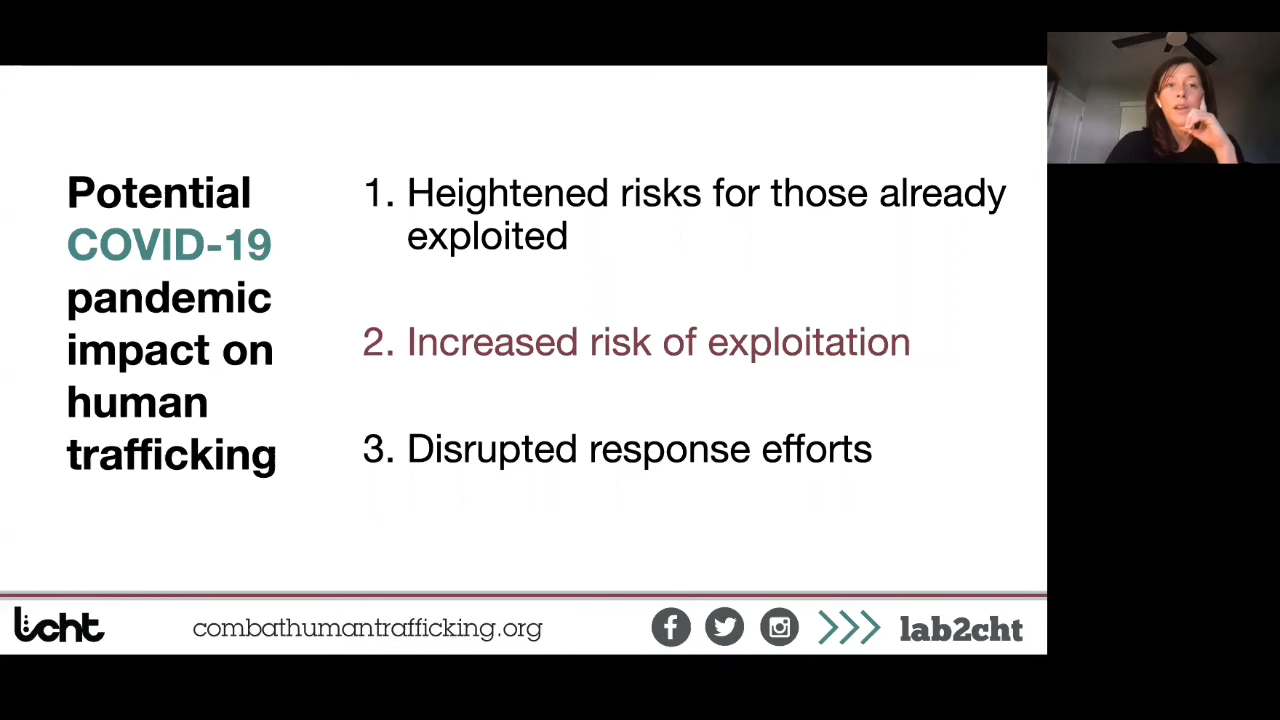 Potential
COVID-19
pandemic
impact on
human
trafficking
1. Heightened risks for those already
exploited
2. Increased risk of exploitation
3. Disrupted response efforts
lcht
combathumantrafficking.org
lab2cht